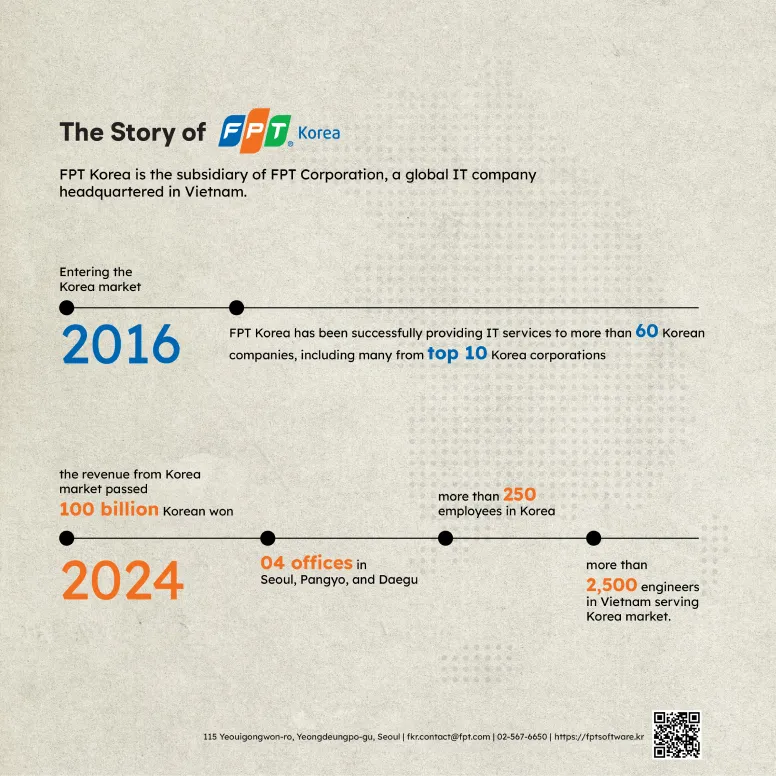 The Story of FPT Korea
FPT Korea is the subsidiary of FPT Corporation, a global IT company
headquartered in Vietnam.
Entering the
Korea market
2016
FPT Korea has been successfully providing IT services to more than 60 Korean
companies, including many from top 10 Korea corporations
the revenue from Korea
market passed
100 billion Korean won
2024
04 offices in
Seoul, Pangyo, and Daegu
more than 250
employees in Korea
more than
2,500 engineers
in Vietnam serving
Korea market.
115 Yeouigongwon-ro, Yeongdeungpo-gu, Seoul | fkr.contact@fpt.com | 02-567-6650 | https://fptsoftware.kr